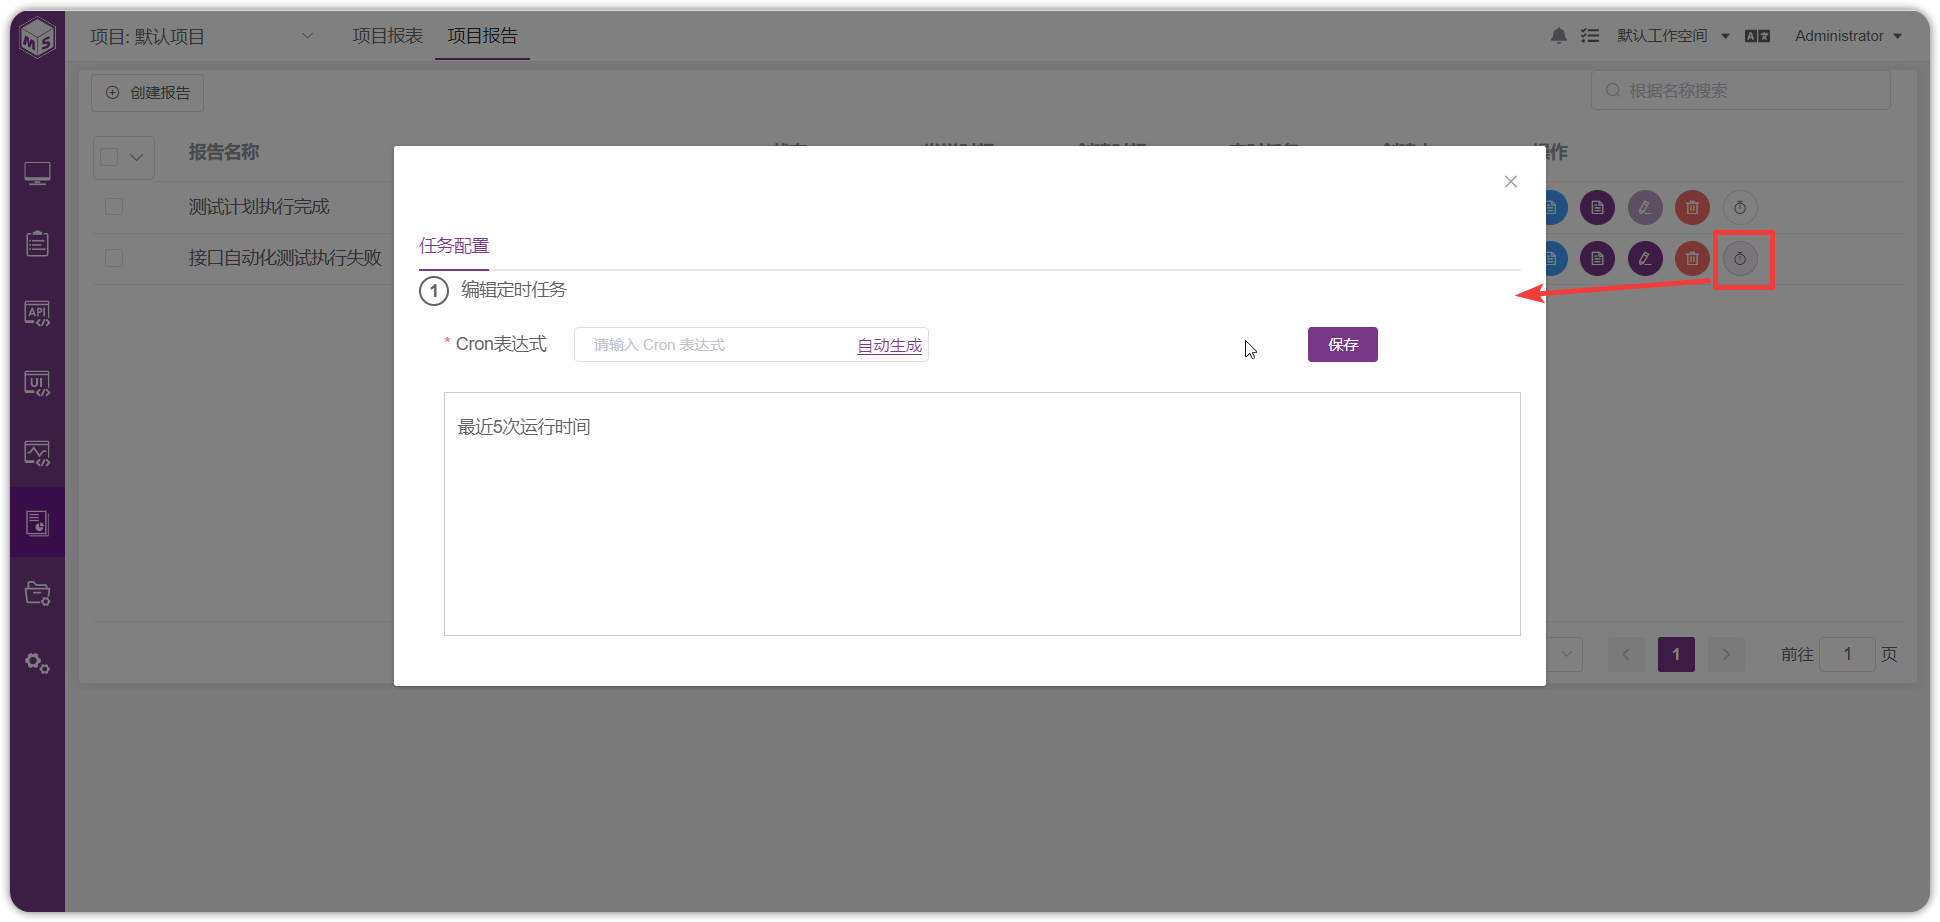 MS
项目: 默认项目
项目报表
项目报告
默认工作空间
Administrator
创建报告
根据名称搜索
报告名称
操作
测试计划执行完成
接口自动化测试执行失败
API
UI
任务配置
1 编辑定时任务
* Cron表达式
请输入 Cron 表达式
自动生成
保存
最近5次运行时间
1
前往 1 页